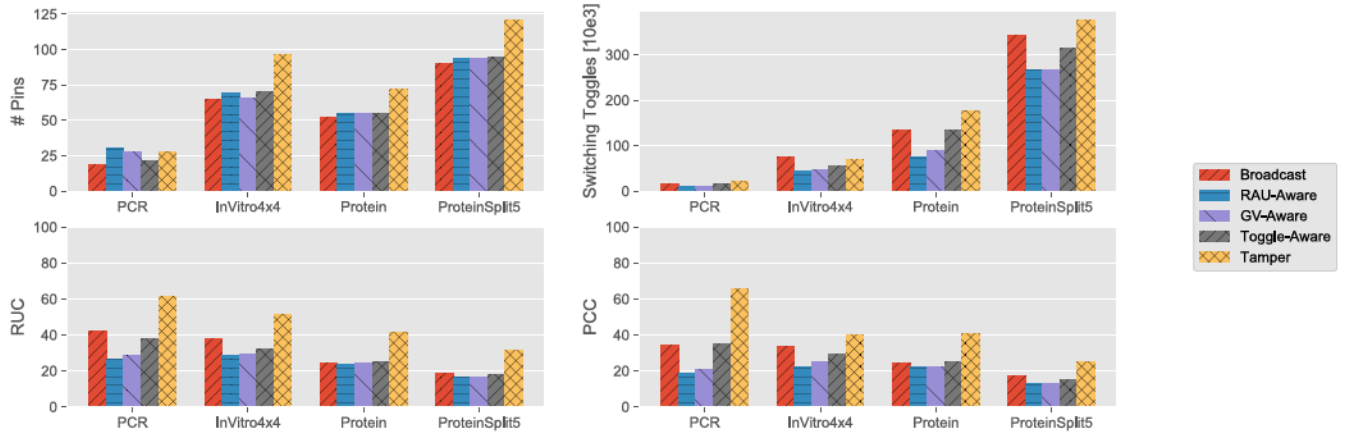 # Pins
125
100
75
50
25
0
PCR InVitro4x4 Protein ProteinSplit5
Switching Toggles [10e3]
300
200
100
0
PCR InVitro4x4 Protein ProteinSplit5
RUC
100
80
60
40
20
0
PCR InVitro4x4 Protein ProteinSplit5
PCC
100
80
60
40
20
0
PCR InVitro4x4 Protein ProteinSplit5
Broadcast
RAU-Aware
GV-Aware
Toggle-Aware
Tamper